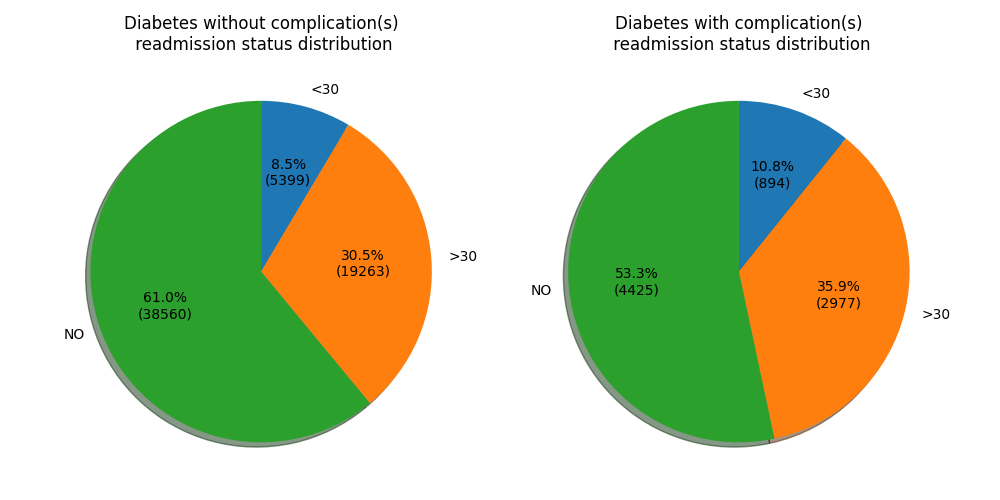 Diabetes without complication(s)
readmission status distribution
<30
8.5%
(5399)
30.5%
(19263)
>30
61.0%
(38560)
NO
Diabetes with complication(s)
readmission status distribution
<30
10.8%
(894)
53.3%
(4425)
NO
35.9%
(2977)
>30